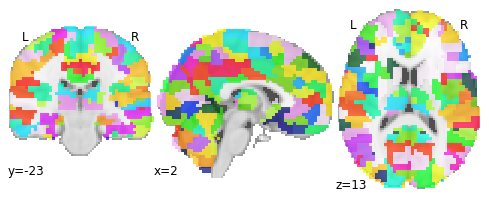 L R
L R
y=-23
x=2
z=13